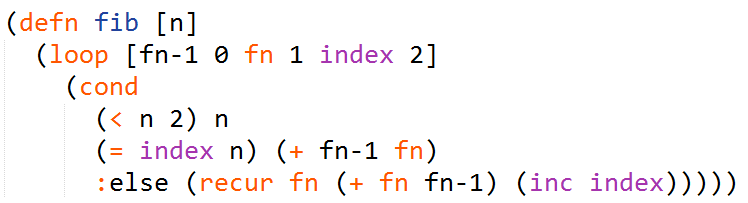 (defn fib [n]
  (loop [fn-1 0 fn 1 index 2]
    (cond
      (< n 2) n
      (= index n) (+ fn-1 fn)
      :else (recur fn (+ fn fn-1) (inc index)))))